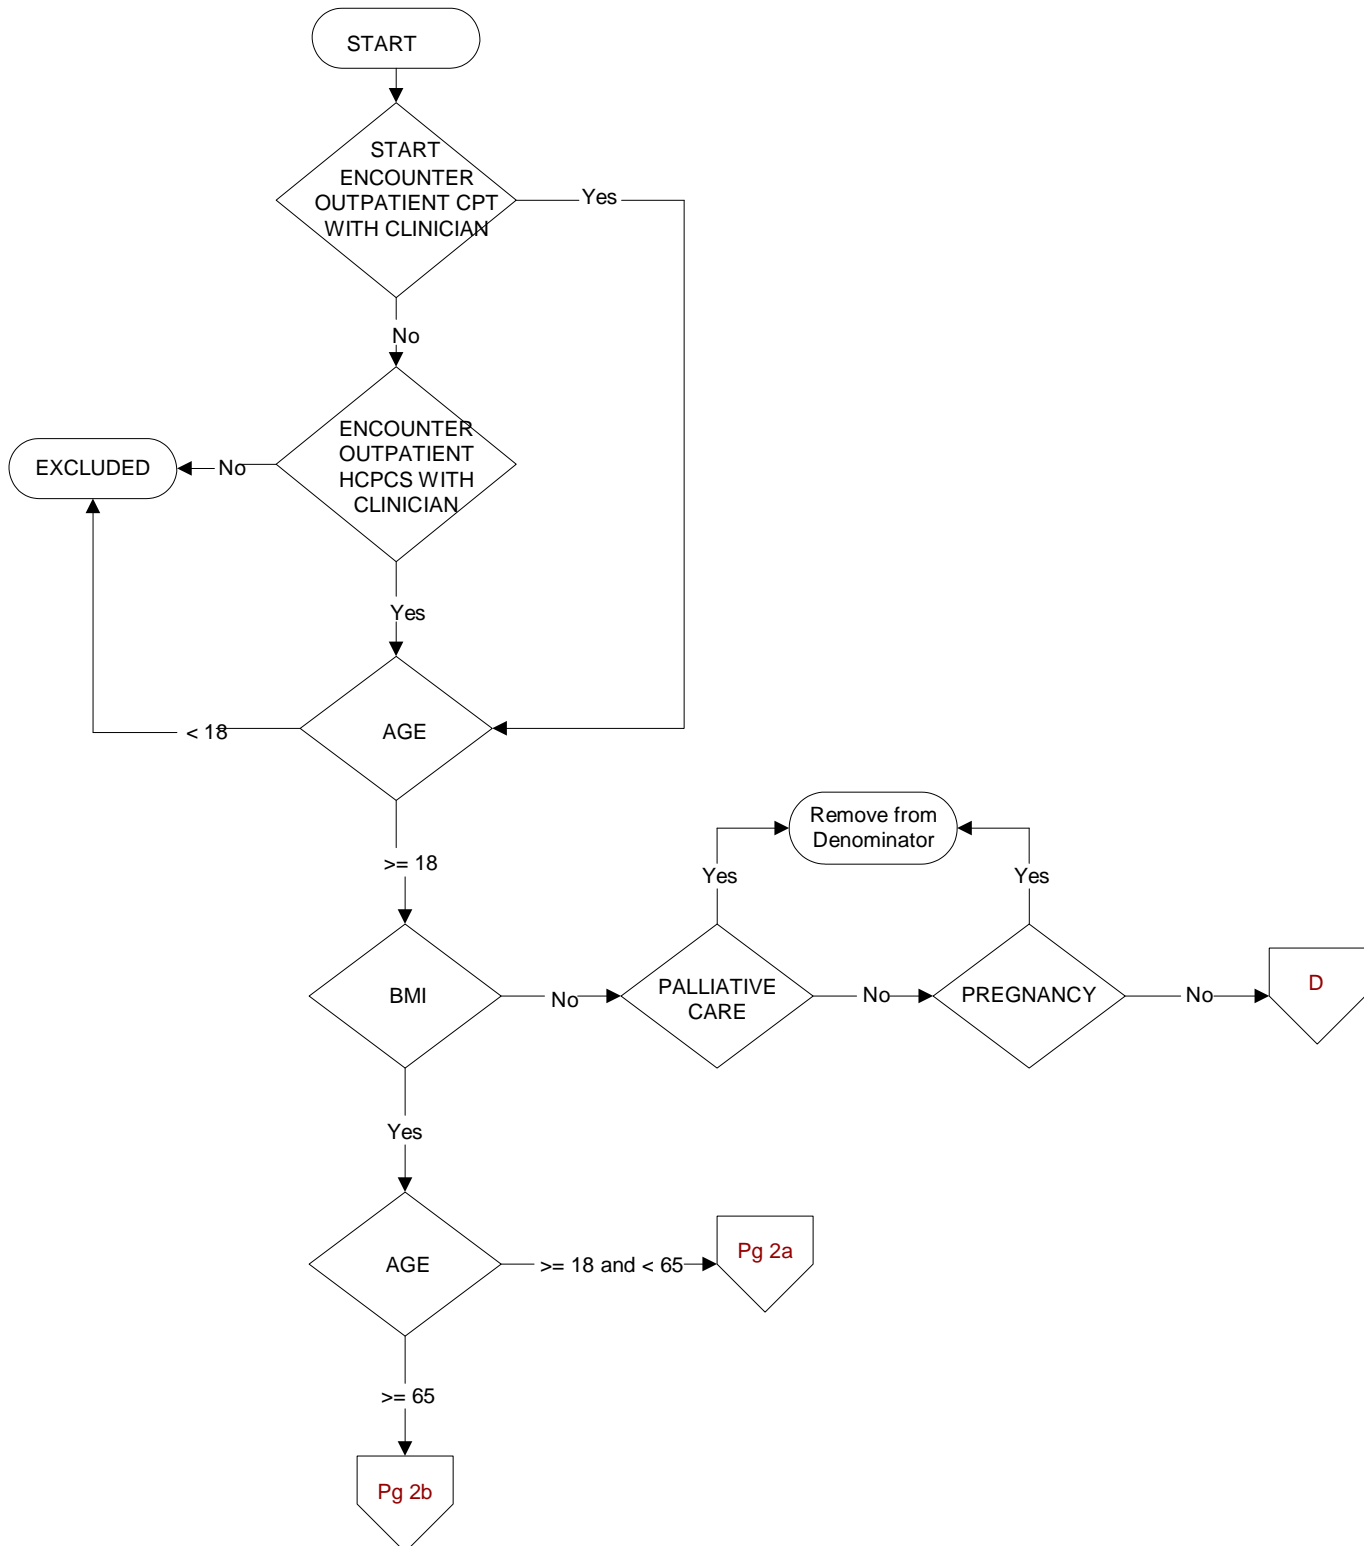 START
START
ENCOUNTER
OUTPATIENT CPT
WITH CLINICIAN
Yes
No
ENCOUNTER
OUTPATIENT
HCPCS WITH
CLINICIAN
EXCLUDED
No
Yes
AGE
< 18
>= 18
Remove from
Denominator
Yes
Yes
BMI
No
PALLIATIVE
CARE
No
PREGNANCY
No
D
Yes
AGE
>= 18 and < 65
Pg 2a
>= 65
Pg 2b